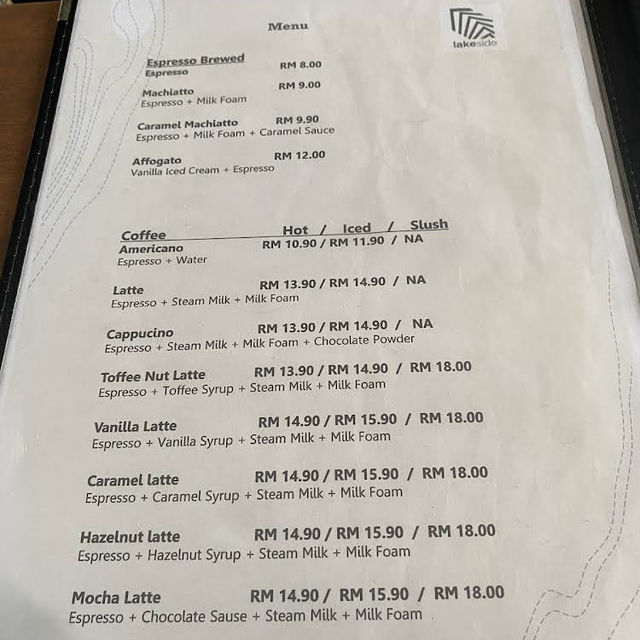 Menu
lakeside
Espresso Brewed
Espresso RM 8.00
Machiatto RM 9.00
Espresso + Milk Foam
Caramel Machiatto RM 9.90
Espresso + Milk Foam + Caramel Sauce
Affogato RM 12.00
Vanilla Iced Cream + Espresso
Coffee Hot / Iced / Slush
Americano RM 10.90 / RM 11.90 / NA
Espresso + Water
Latte RM 13.90 / RM 14.90 / NA
Espresso + Steam Milk + Milk Foam
Cappucino RM 13.90 / RM 14.90 / NA
Espresso + Steam Milk + Milk Foam + Chocolate Powder
Toffee Nut Latte RM 13.90 / RM 14.90 / RM 18.00
Espresso + Toffee Syrup + Steam Milk + Milk Foam
Vanilla Latte RM 14.90 / RM 15.90 / RM 18.00
Espresso + Vanilla Syrup + Steam Milk + Milk Foam
Caramel latte RM 14.90 / RM 15.90 / RM 18.00
Espresso + Caramel Syrup + Steam Milk + Milk Foam
Hazelnut latte RM 14.90 / RM 15.90 / RM 18.00
Espresso + Hazelnut Syrup + Steam Milk + Milk Foam
Mocha Latte RM 14.90 / RM 15.90 / RM 18.00
Espresso + Chocolate Sause + Steam Milk + Milk Foam